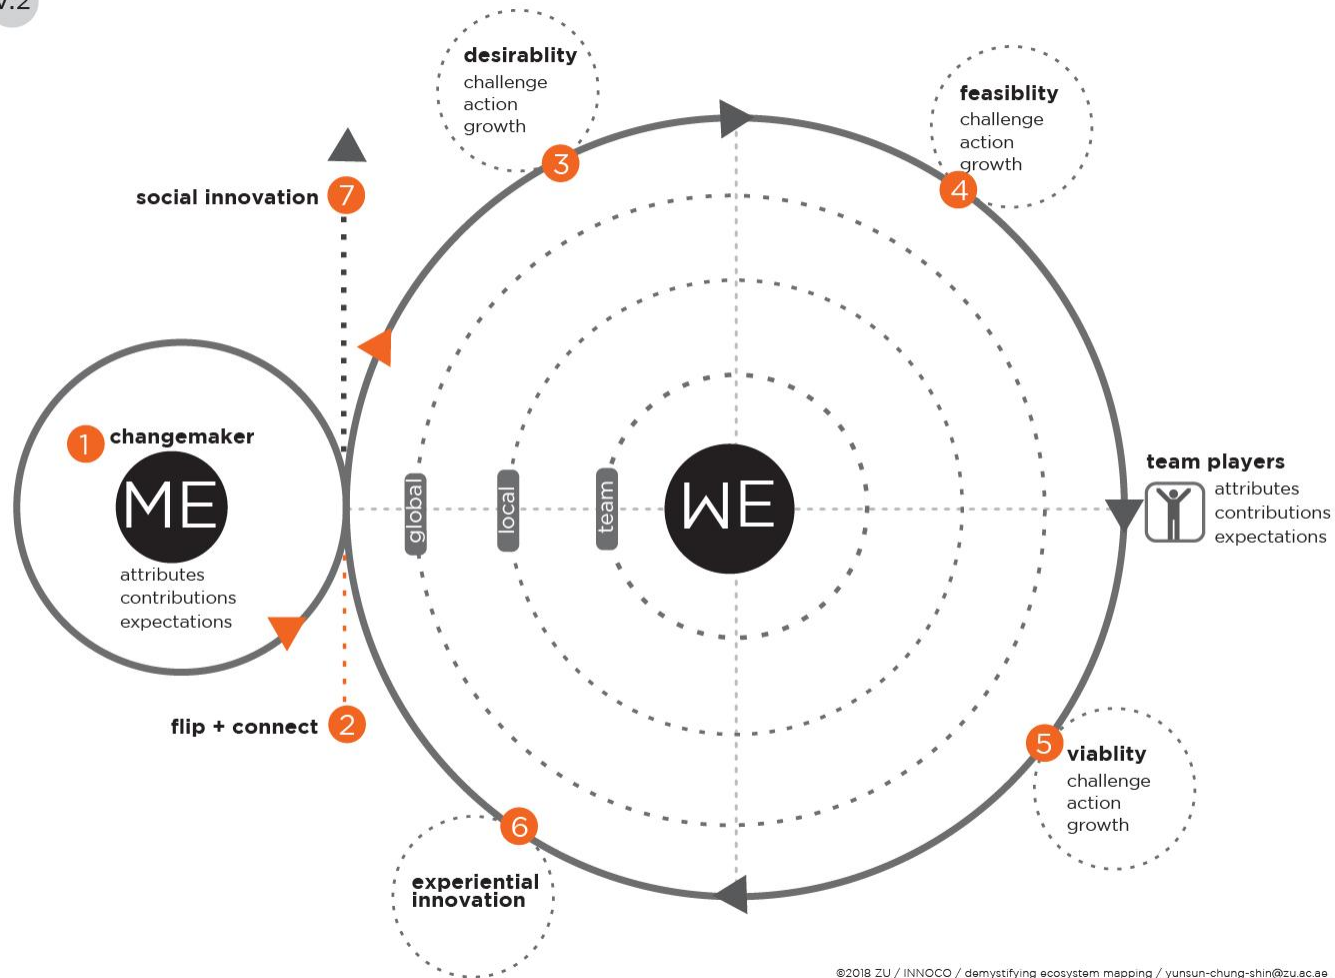 v.2
desirablity
challenge
action
growth
3
feasiblity
challenge
action
growth
4
social innovation 7
1 changemaker
ME
attributes
contributions
expectations
global
local
team
WE
team players
attributes
contributions
expectations
flip + connect 2
5 viablity
challenge
action
growth
6
experiential
innovation
©2018 ZU / INNOCO / demystifying ecosystem mapping / yunsun-chung-shin@zu.ac.ae